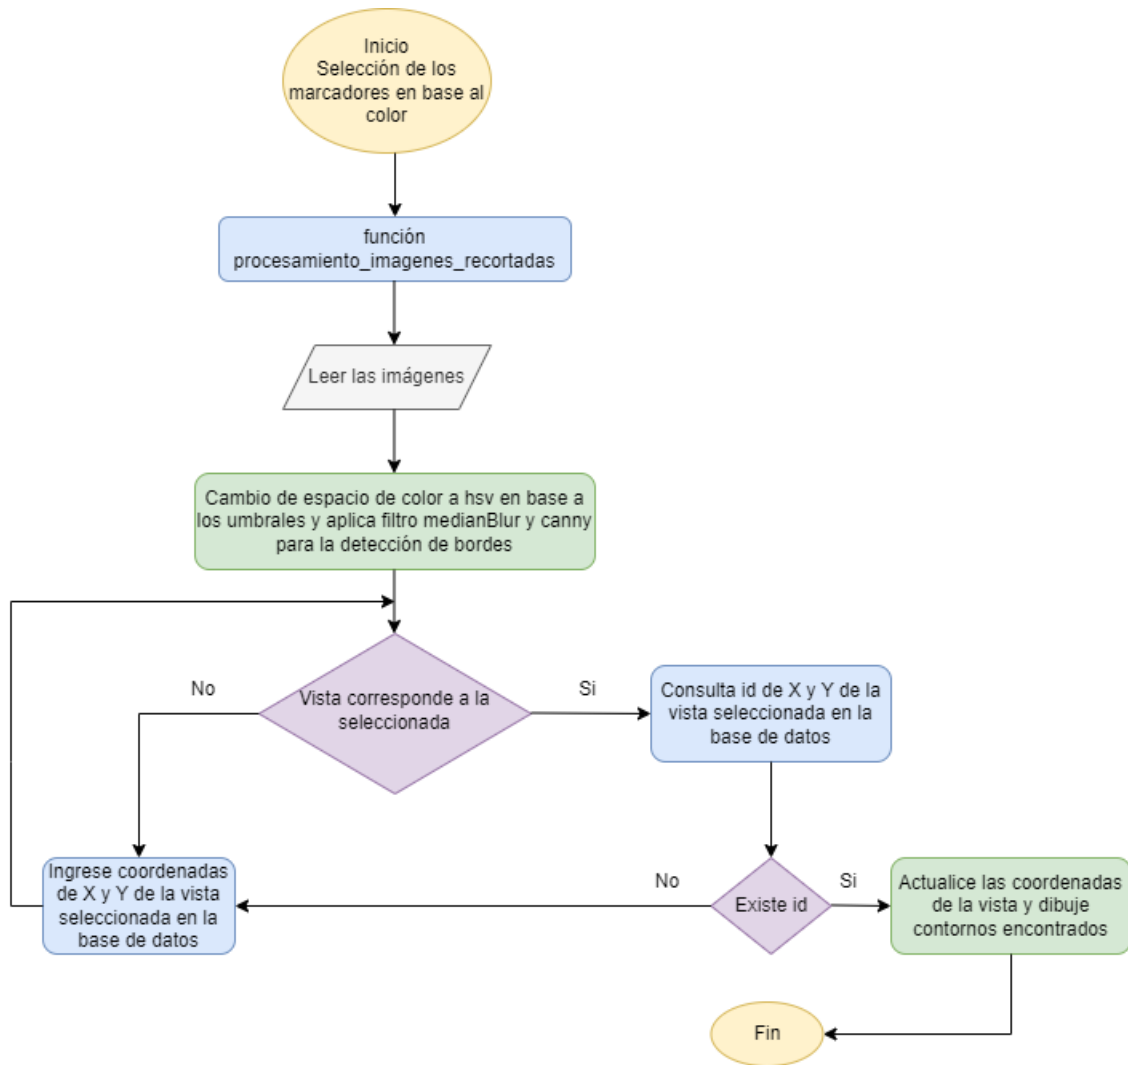 Inicio
Selección de los
marcadores en base al
color
función
procesamiento_imagenes_recortadas
Leer las imágenes
Cambio de espacio de color a hsv en base a
los umbrales y aplica filtro medianBlur y canny
para la detección de bordes
No
Vista corresponde a la
seleccionada
Si
Consulta id de X y Y de la
vista seleccionada en la
base de datos
Ingrese coordenadas
de X y Y de la vista
seleccionada en la
base de datos
No
Existe id
Si
Actualice las coordenadas
de la vista y dibuje
contornos encontrados
Fin